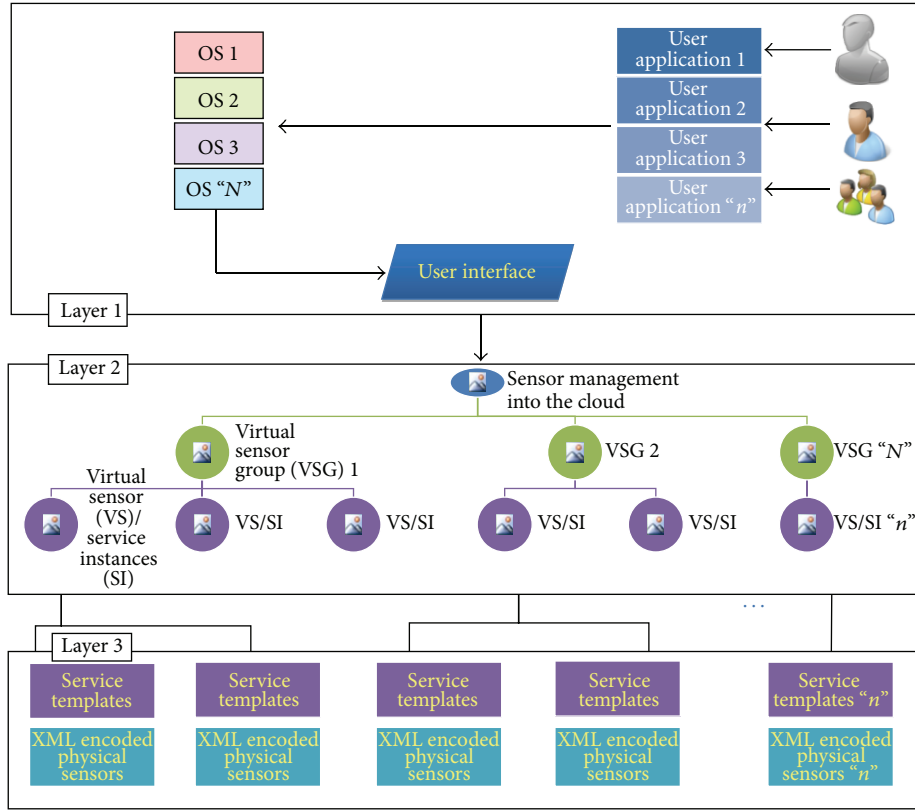 OS 1
OS 2
OS 3
OS “N”
User
application 1
User
application 2
User
application 3
User
application “n”
User interface
Layer 1
Layer 2
Sensor management
into the cloud
Virtual
sensor
group (VSG) 1
VSG 2
VSG “N”
Virtual
sensor
(VS)/
service
instances
(SI)
VS/SI
VS/SI
VS/SI
VS/SI
VS/SI “n”
...
Layer 3
Service
templates
Service
templates
Service
templates
Service
templates
Service
templates “n”
XML encoded
physical
sensors
XML encoded
physical
sensors
XML encoded
physical
sensors
XML encoded
physical
sensors
XML encoded
physical
sensors “n”